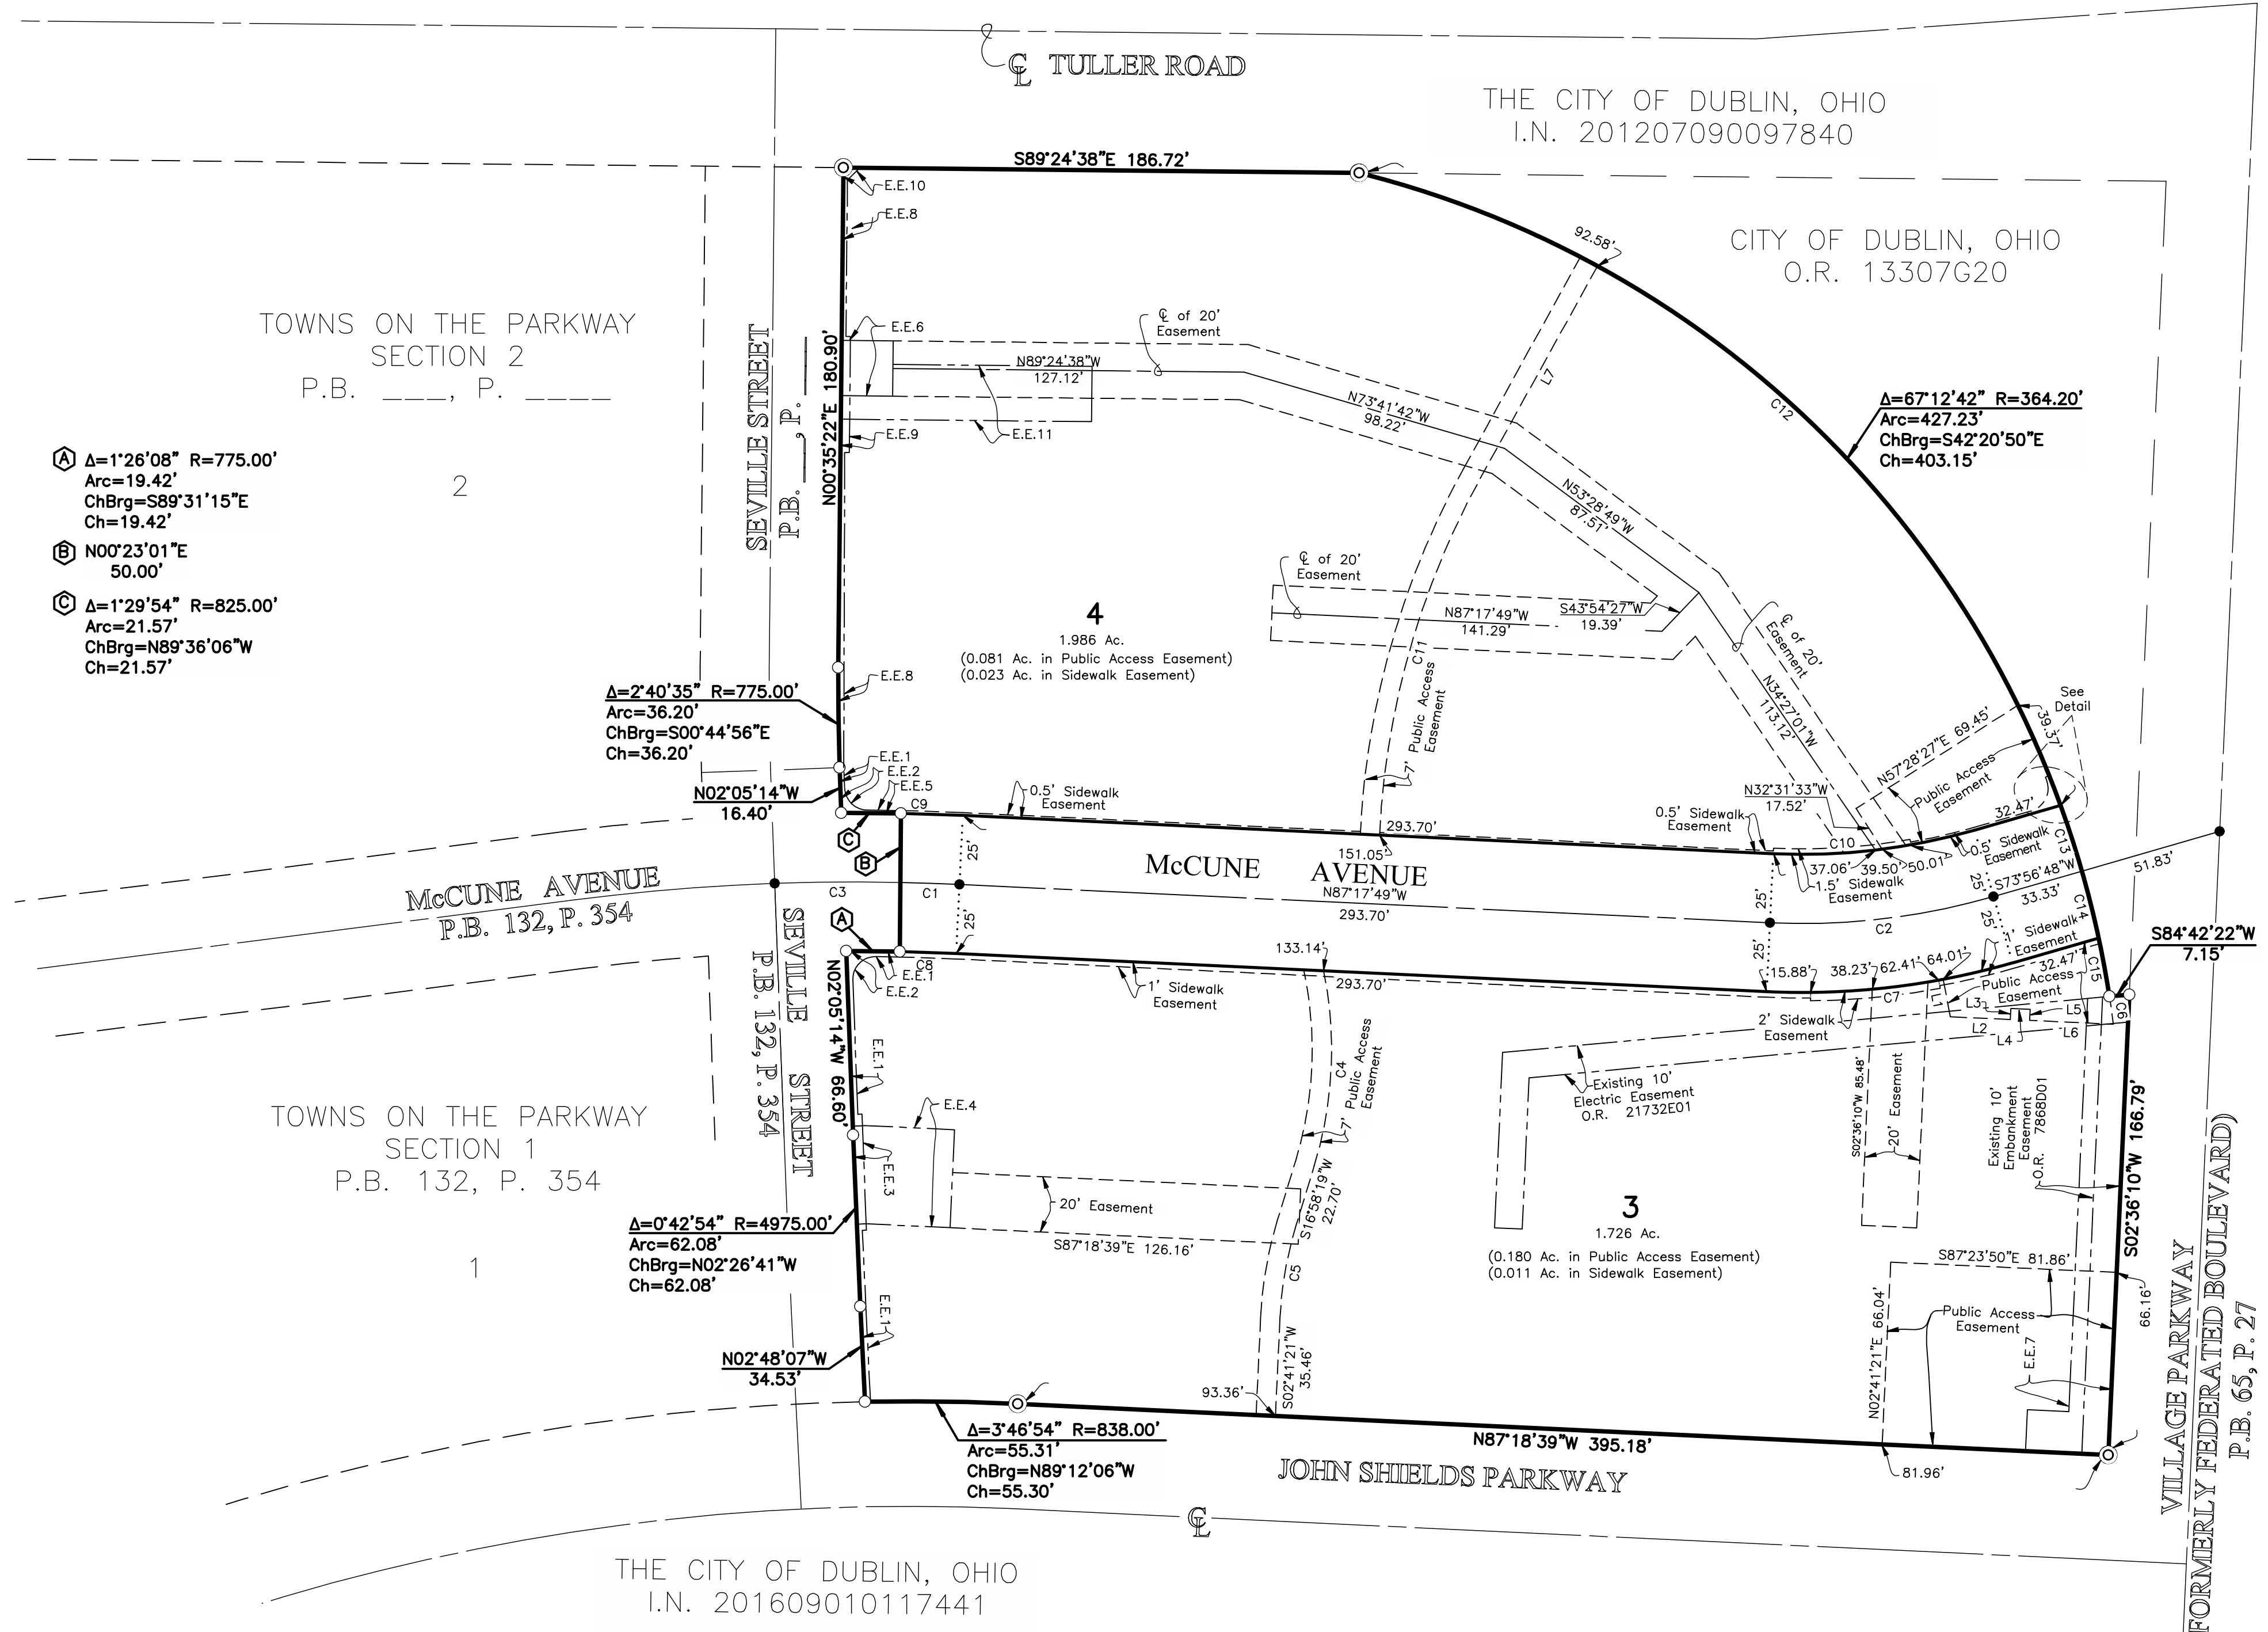 ℄ TULLER ROAD
THE CITY OF DUBLIN, OHIO
I.N. 201207090097840
S89°24'38"E 186.72'
E.E.10
E.E.8
92.58'
CITY OF DUBLIN, OHIO
O.R. 13307G20
TOWNS ON THE PARKWAY
SECTION 2
P.B. ___, P. ____
2
SEVILLE STREET
P.B. ____, P. ____
N00°35'22"E 180.90'
E.E.6
℄ of 20'
Easement
N89°24'38"W
127.12'
E.E.11
E.E.9
L7
N73°41'42"W
98.22'
C12
Δ=67°12'42" R=364.20'
Arc=427.23'
ChBrg=S42°20'50"E
Ch=403.15'
A Δ=1°26'08" R=775.00'
Arc=19.42'
ChBrg=S89°31'15"E
Ch=19.42'
B N00°23'01"E
50.00'
C Δ=1°29'54" R=825.00'
Arc=21.57'
ChBrg=N89°36'06"W
Ch=21.57'
N53°28'49"W
87.51'
℄ of 20'
Easement
N87°17'49"W
141.29'
S43°54'27"W
19.39'
℄ of 20'
Easement
4
1.986 Ac.
(0.081 Ac. in Public Access Easement)
(0.023 Ac. in Sidewalk Easement)
C11
7' Public Access
Easement
N34°27'01"W
113.12'
See
Detail
39.37'
N57°28'27"E 69.45'
Public Access
Easement
Δ=2°40'35" R=775.00'
Arc=36.20'
ChBrg=S00°44'56"E
Ch=36.20'
E.E.8
E.E.1
E.E.2
E.E.5
N02°05'14"W
16.40'
C9
0.5' Sidewalk
Easement
293.70'
151.05'
0.5' Sidewalk
Easement
N32°31'33"W
17.52'
C10
32.47'
37.06'
39.50'
50.01'
0.5' Sidewalk
Easement
1.5' Sidewalk
Easement
C13
C
B
25'
McCUNE AVENUE
N87°17'49"W
293.70'
25'
C2
25'
S73°56'48"W
33.33'
51.83'
C14
McCUNE AVENUE
P.B. 132, P. 354
C3
C1
A
25'
25'
25'
1' Sidewalk
Easement
S84°42'22"W
7.15'
SEVILLE STREET
P.B. 132, P. 354
N02°05'14"W 66.60'
C8
E.E.1
E.E.2
133.14'
1' Sidewalk
Easement
293.70'
15.88'
38.23'
62.41'
64.01'
32.47'
C15
C7
L1
Public Access
Easement
L3
L5
C6
L2
L4
L6
2' Sidewalk
Easement
E.E.1
C4
7' Public Access
Easement
Existing 10'
Electric Easement
O.R. 21732E01
S02°36'10"W 85.48'
20' Easement
Existing 10'
Embankment
Easement
O.R. 7868D01
S02°36'10"W 166.79'
TOWNS ON THE PARKWAY
SECTION 1
P.B. 132, P. 354
1
E.E.4
E.E.3
20' Easement
S87°18'39"E 126.16'
S16°58'19"W
22.70'
C5
Δ=0°42'54" R=4975.00'
Arc=62.08'
ChBrg=N02°26'41"W
Ch=62.08'
3
1.726 Ac.
(0.180 Ac. in Public Access Easement)
(0.011 Ac. in Sidewalk Easement)
S87°23'50"E 81.86'
N02°41'21"E 66.04'
Public Access
Easement
66.16'
E.E.7
E.E.1
N02°48'07"W
34.53'
S02°41'21"W
35.46'
93.36'
Δ=3°46'54" R=838.00'
Arc=55.31'
ChBrg=N89°12'06"W
Ch=55.30'
N87°18'39"W 395.18'
81.96'
JOHN SHIELDS PARKWAY
℄
VILLAGE PARKWAY
(FORMERLY FEDERATED BOULEVARD)
P.B. 65, P. 27
THE CITY OF DUBLIN, OHIO
I.N. 201609010117441